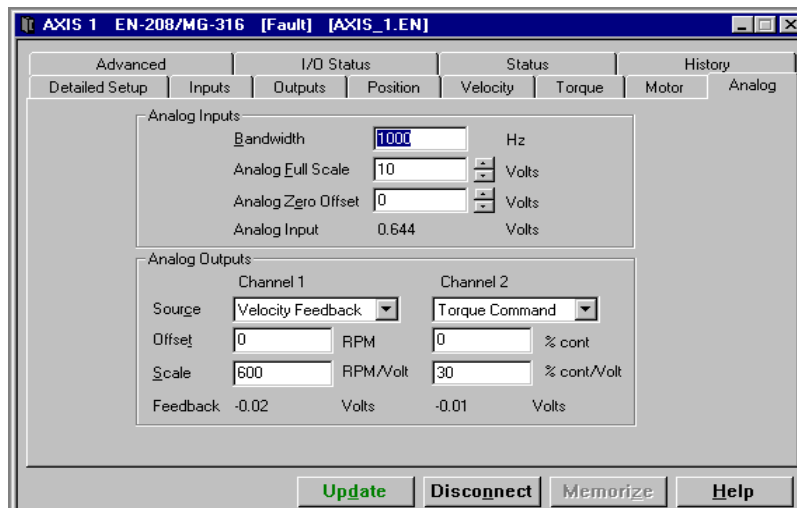 AXIS 1 EN-208/MG-316 [Fault] [AXIS_1.EN]
Advanced I/O Status Status History
Detailed Setup Inputs Outputs Position Velocity Torque Motor Analog
Analog Inputs
Bandwidth 1000 Hz
Analog Full Scale 10 Volts
Analog Zero Offset 0 Volts
Analog Input 0.644 Volts
Analog Outputs
Channel 1 Channel 2
Source Velocity Feedback Torque Command
Offset 0 RPM 0 % cont
Scale 600 RPM/Volt 30 % cont/Volt
Feedback -0.02 Volts -0.01 Volts
Update Disconnect Memorize Help